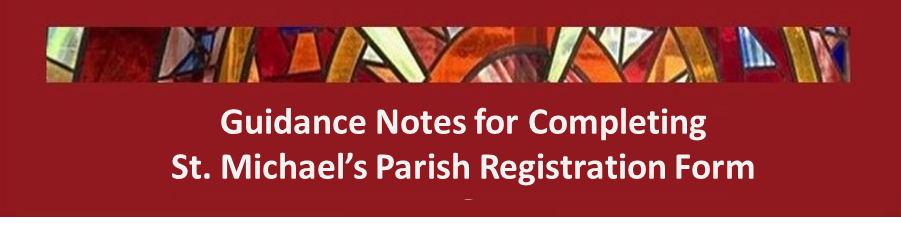 Guidance Notes for Completing
St. Michael’s Parish Registration Form